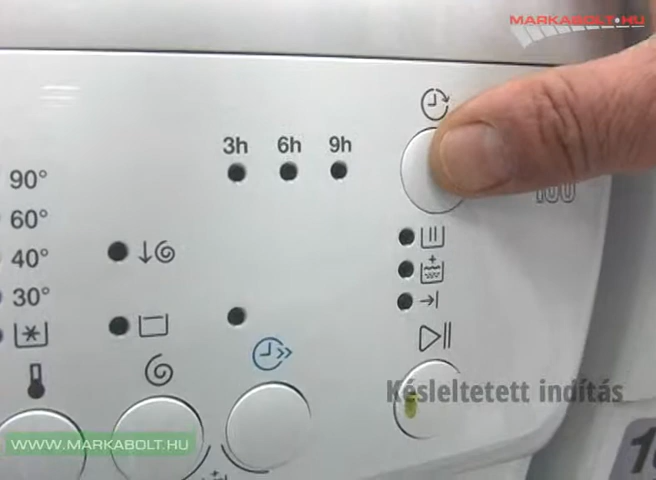 MARKABOLT.HU
3h 6h 9h
90°
60°
40°
30°
Késleltetett indítás
WWW.MARKABOLT.HU